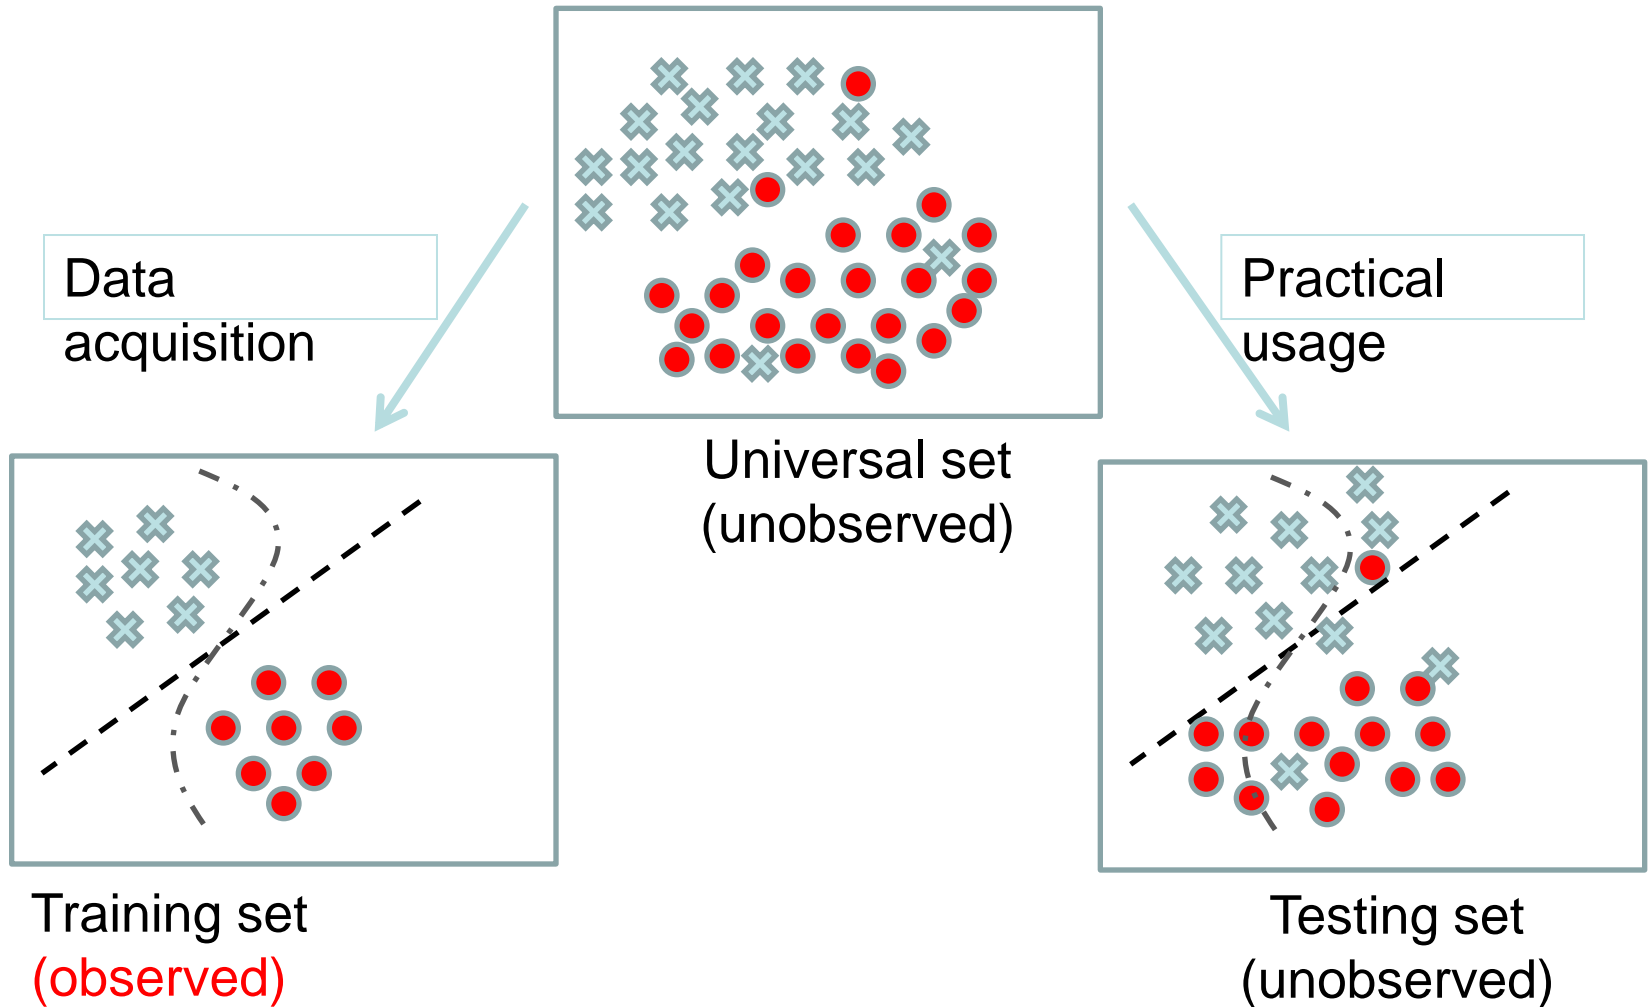 Data
acquisition
Practical
usage
Universal set
(unobserved)
Training set
(observed)
Testing set
(unobserved)